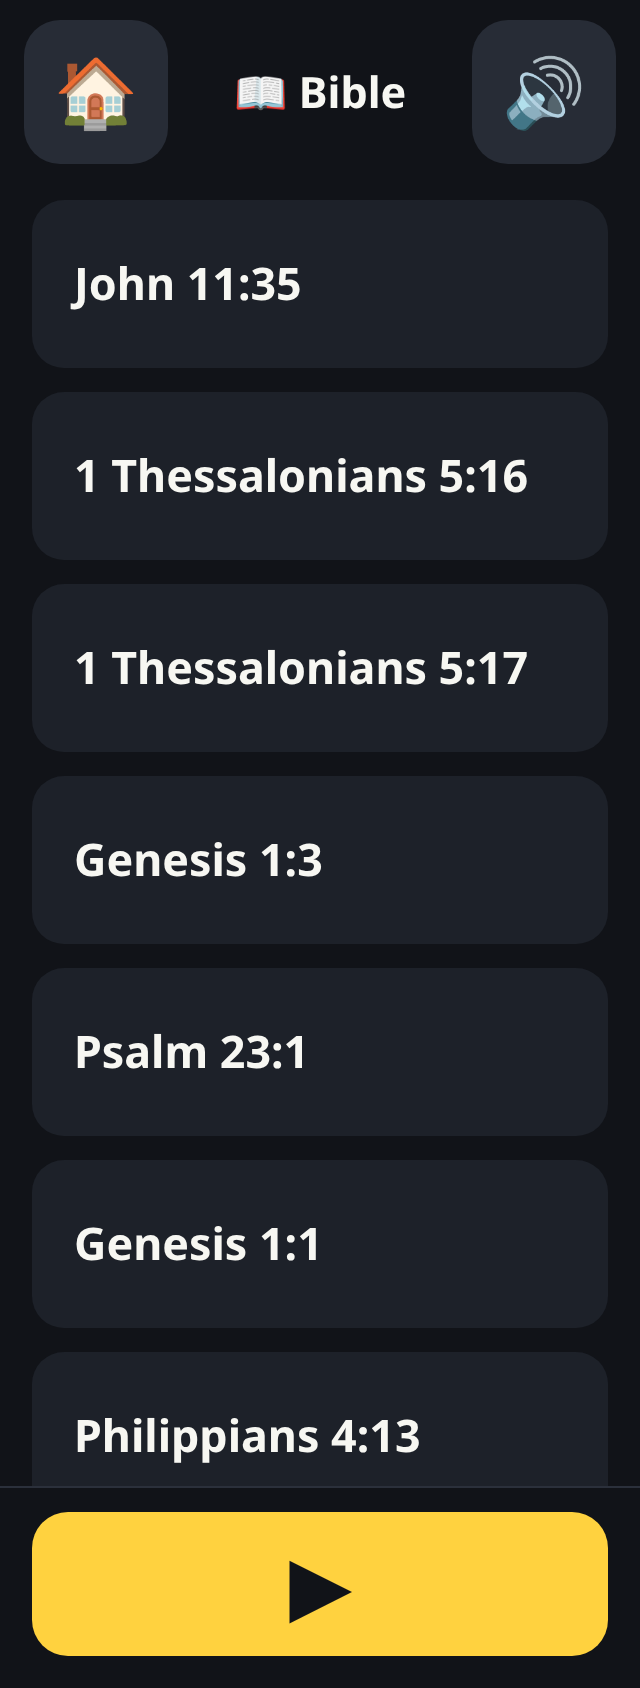 📖 Bible
John 11:35
1 Thessalonians 5:16
1 Thessalonians 5:17
Genesis 1:3
Psalm 23:1
Genesis 1:1
Philippians 4:13